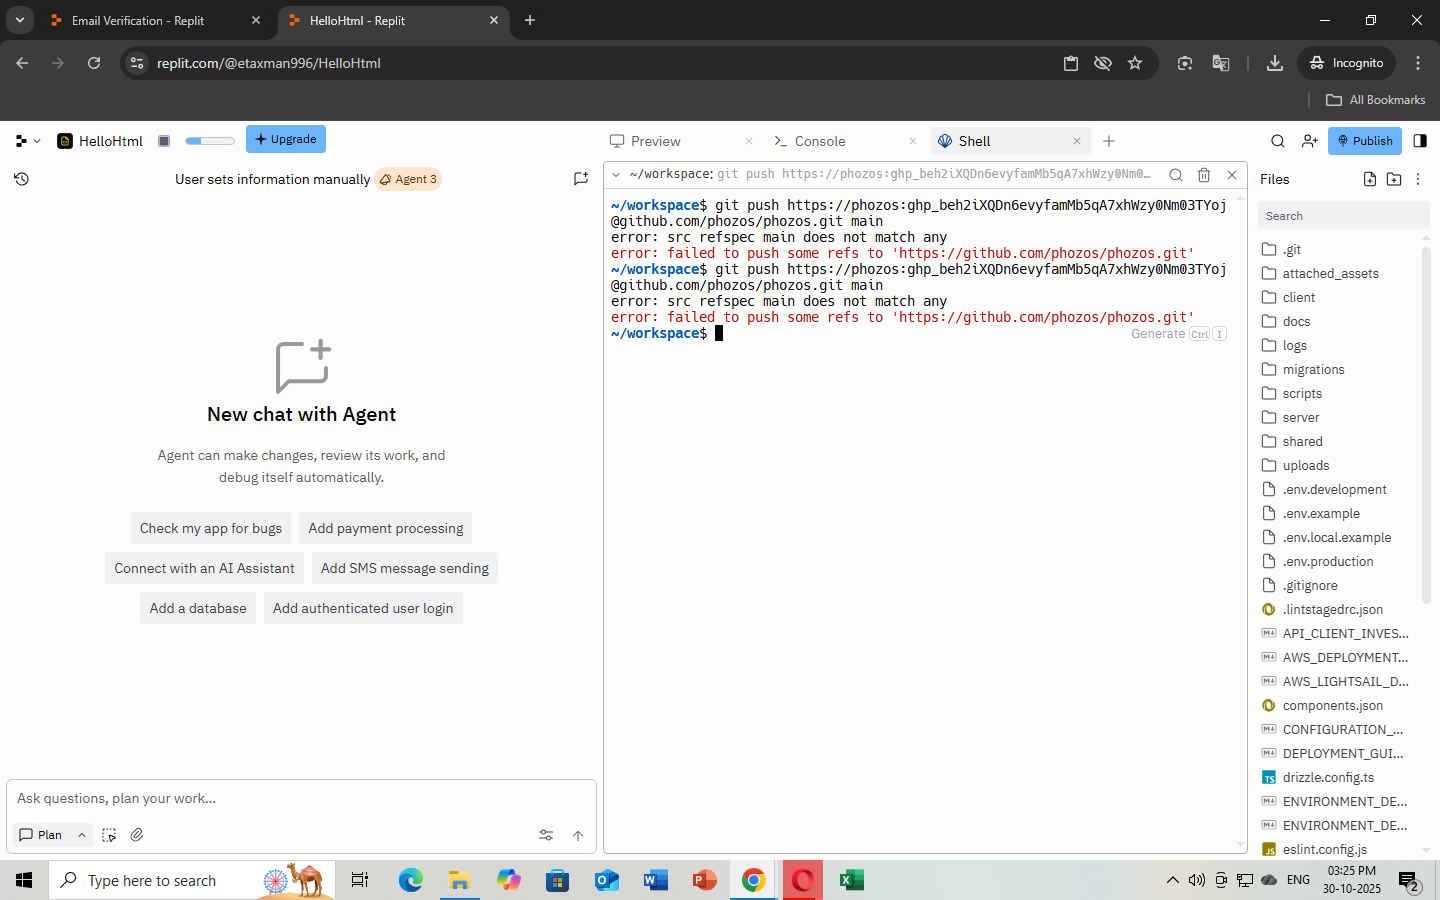 Email Verification - Replit
HelloHtml - Replit
replit.com/@etaxman996/HelloHtml
Incognito
All Bookmarks
HelloHtml
Upgrade
Preview
Console
Shell
Publish
User sets information manually
Agent 3
~/workspace: git push https://phozos:ghp_beh2iXQDn6evyfamMb5qA7xhWzy0Nm0...
Files
Search
~/workspace$ git push https://phozos: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
@github.com/phozos/phozos.git main
error: src refspec main does not match any
error: failed to push some refs to 'https://github.com/phozos/phozos.git'
~/workspace$ git push https://phozos: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
@github.com/phozos/phozos.git main
error: src refspec main does not match any
error: failed to push some refs to 'https://github.com/phozos/phozos.git'
~/workspace$
Generate Ctrl I
New chat with Agent
Agent can make changes, review its work, and
debug itself automatically.
Check my app for bugs
Add payment processing
Connect with an AI Assistant
Add SMS message sending
Add a database
Add authenticated user login
Ask questions, plan your work...
Plan
.git
attached_assets
client
docs
logs
migrations
scripts
server
shared
uploads
.env.development
.env.example
.env.local.example
.env.production
.gitignore
.lintstagedrc.json
API_CLIENT_INVES...
AWS_DEPLOYMENT...
AWS_LIGHTSAIL_D...
components.json
CONFIGURATION_...
DEPLOYMENT_GUI...
drizzle.config.ts
ENVIRONMENT_DE...
ENVIRONMENT_DE...
eslint.config.js
Type here to search
ENG
03:25 PM
30-10-2025
2